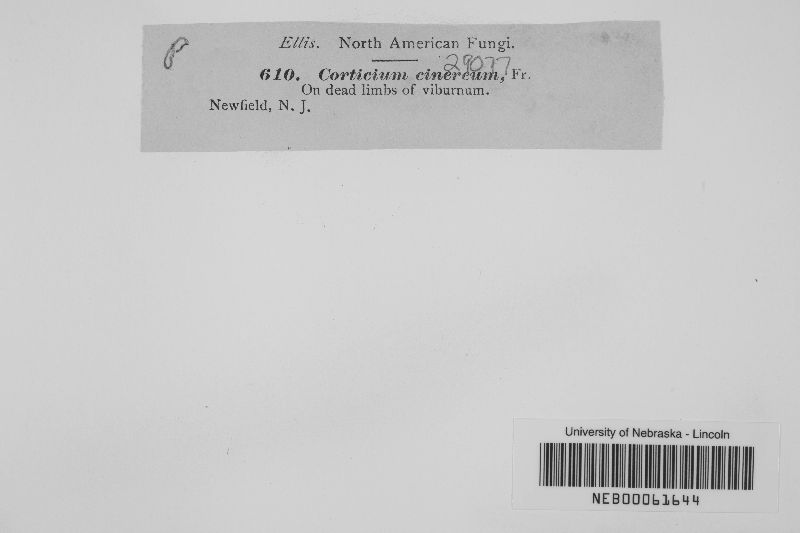 P
Ellis. North American Fungi.
29077
610. Corticium cinereum, Fr.
On dead limbs of viburnum.
Newfield, N. J.
University of Nebraska - Lincoln
NEB00061644